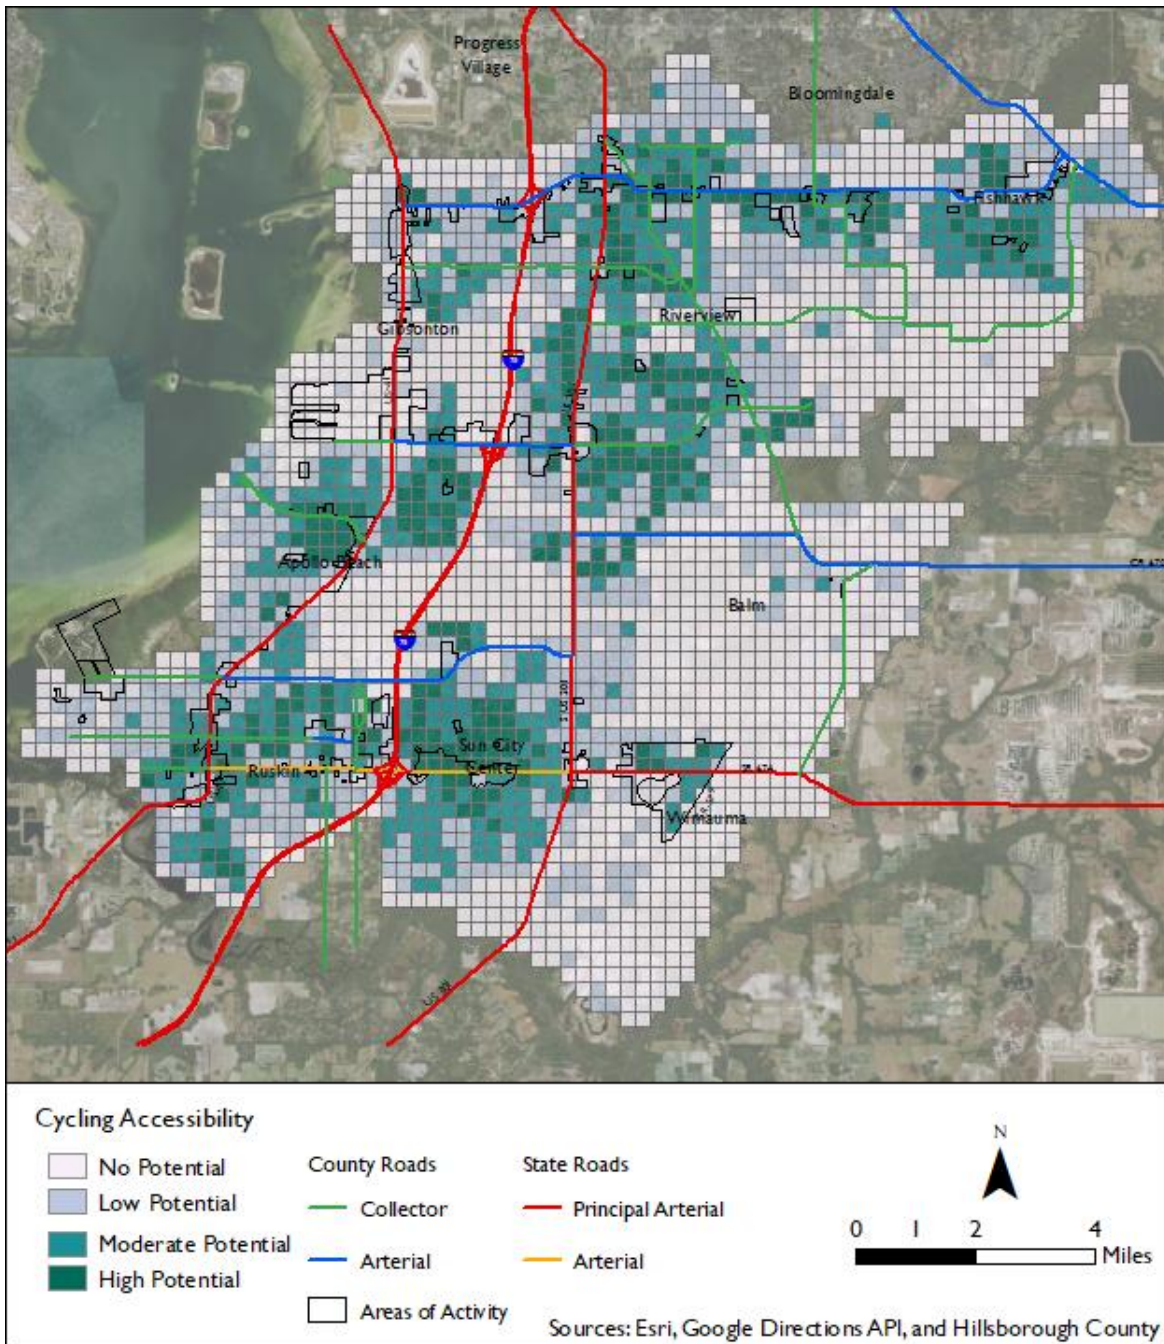 Progress
Village
Bloomingdale
Fishhawk
Gibsonton
Riverview
Apollo Beach
Balm
S US 301
Sun City
Center
Ruskin
Wimauma
Cycling Accessibility
No Potential
Low Potential
Moderate Potential
High Potential
County Roads
Collector
Arterial
Areas of Activity
State Roads
Principal Arterial
Arterial
N
0 1 2 4
Miles
Sources: Esri, Google Directions API, and Hillsborough County